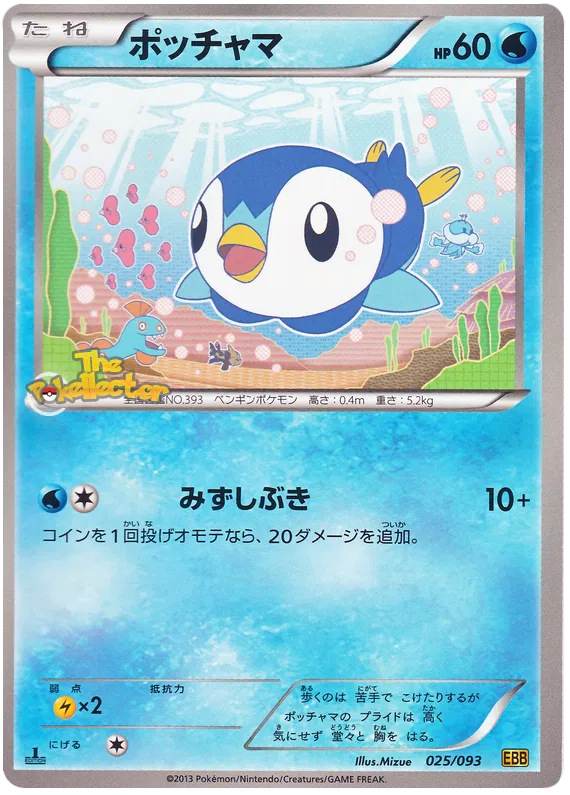 たね
ポッチャマ
HP60
The
Pokéllector
NO.393 ペンギンポケモン 高さ：0.4m 重さ：5.2kg
みずしぶき 10+
コインを1回投げオモテなら、20ダメージを追加。
弱点 抵抗力
×2
にげる
歩くのは 苦手で こけたりするが
ポッチャマの プライドは 高く
気にせず 堂々と 胸を はる。
1 EDITION
Illus.Mizue 025/093 EBB
©2013 Pokémon/Nintendo/Creatures/GAME FREAK.